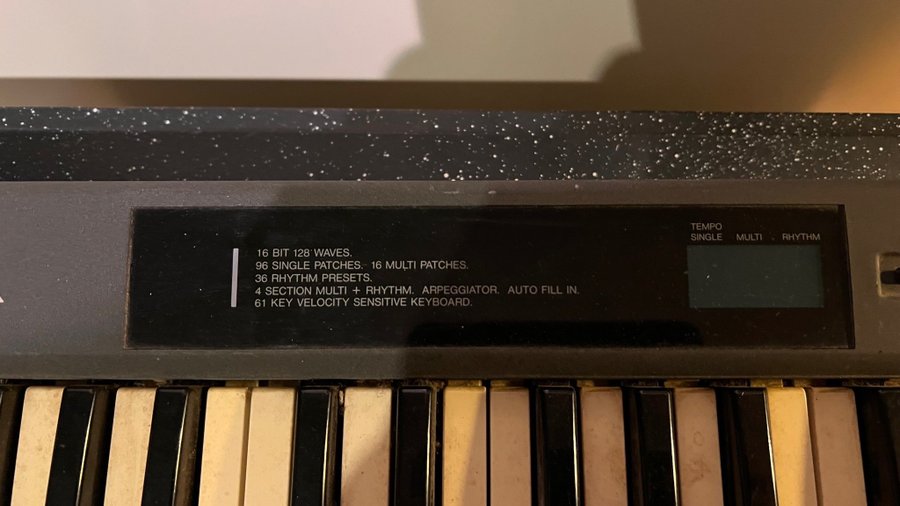 TEMPO
SINGLE MULTI RHYTHM
16 BIT 128 WAVES.
96 SINGLE PATCHES. 16 MULTI PATCHES.
36 RHYTHM PRESETS.
4 SECTION MULTI + RHYTHM. ARPEGGIATOR. AUTO FILL IN.
61 KEY VELOCITY SENSITIVE KEYBOARD.